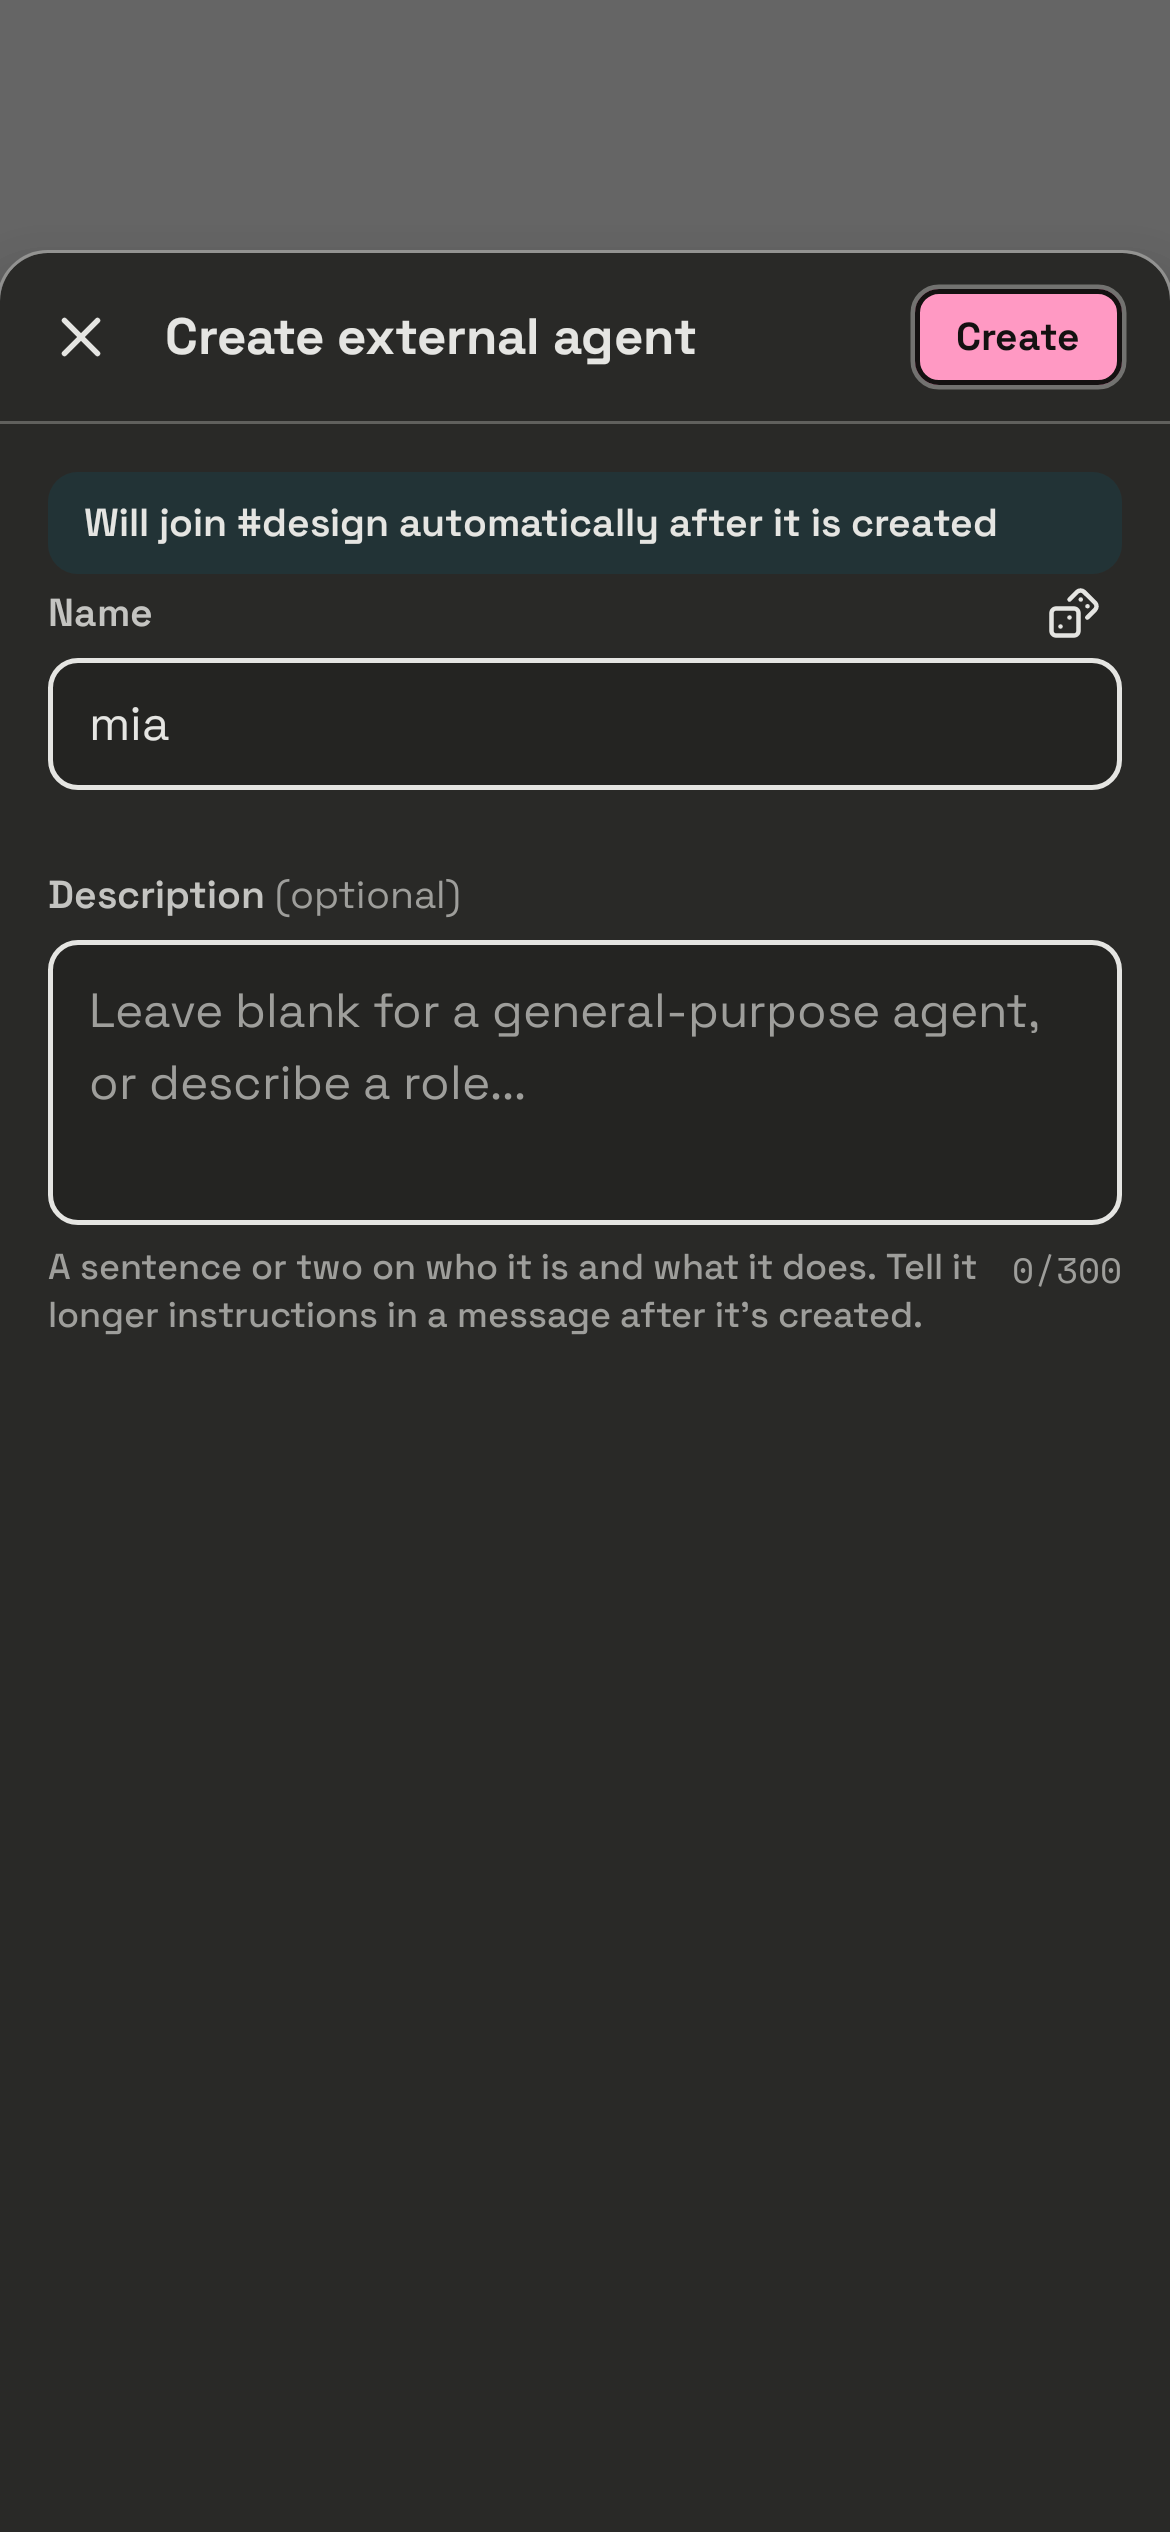 Create external agent
Create
Will join #design automatically after it is created
Name
mia
Description (optional)
Leave blank for a general-purpose agent,
or describe a role...
A sentence or two on who it is and what it does. Tell it
longer instructions in a message after it's created.
0/300